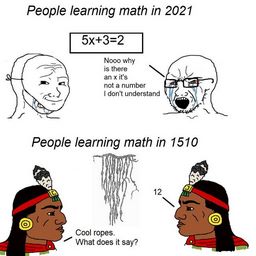 People learning math in 2021
5x+3=2
Nooo why
is there
an x it's
not a number
I don't understand
People learning math in 1510
12
Cool ropes.
What does it say?